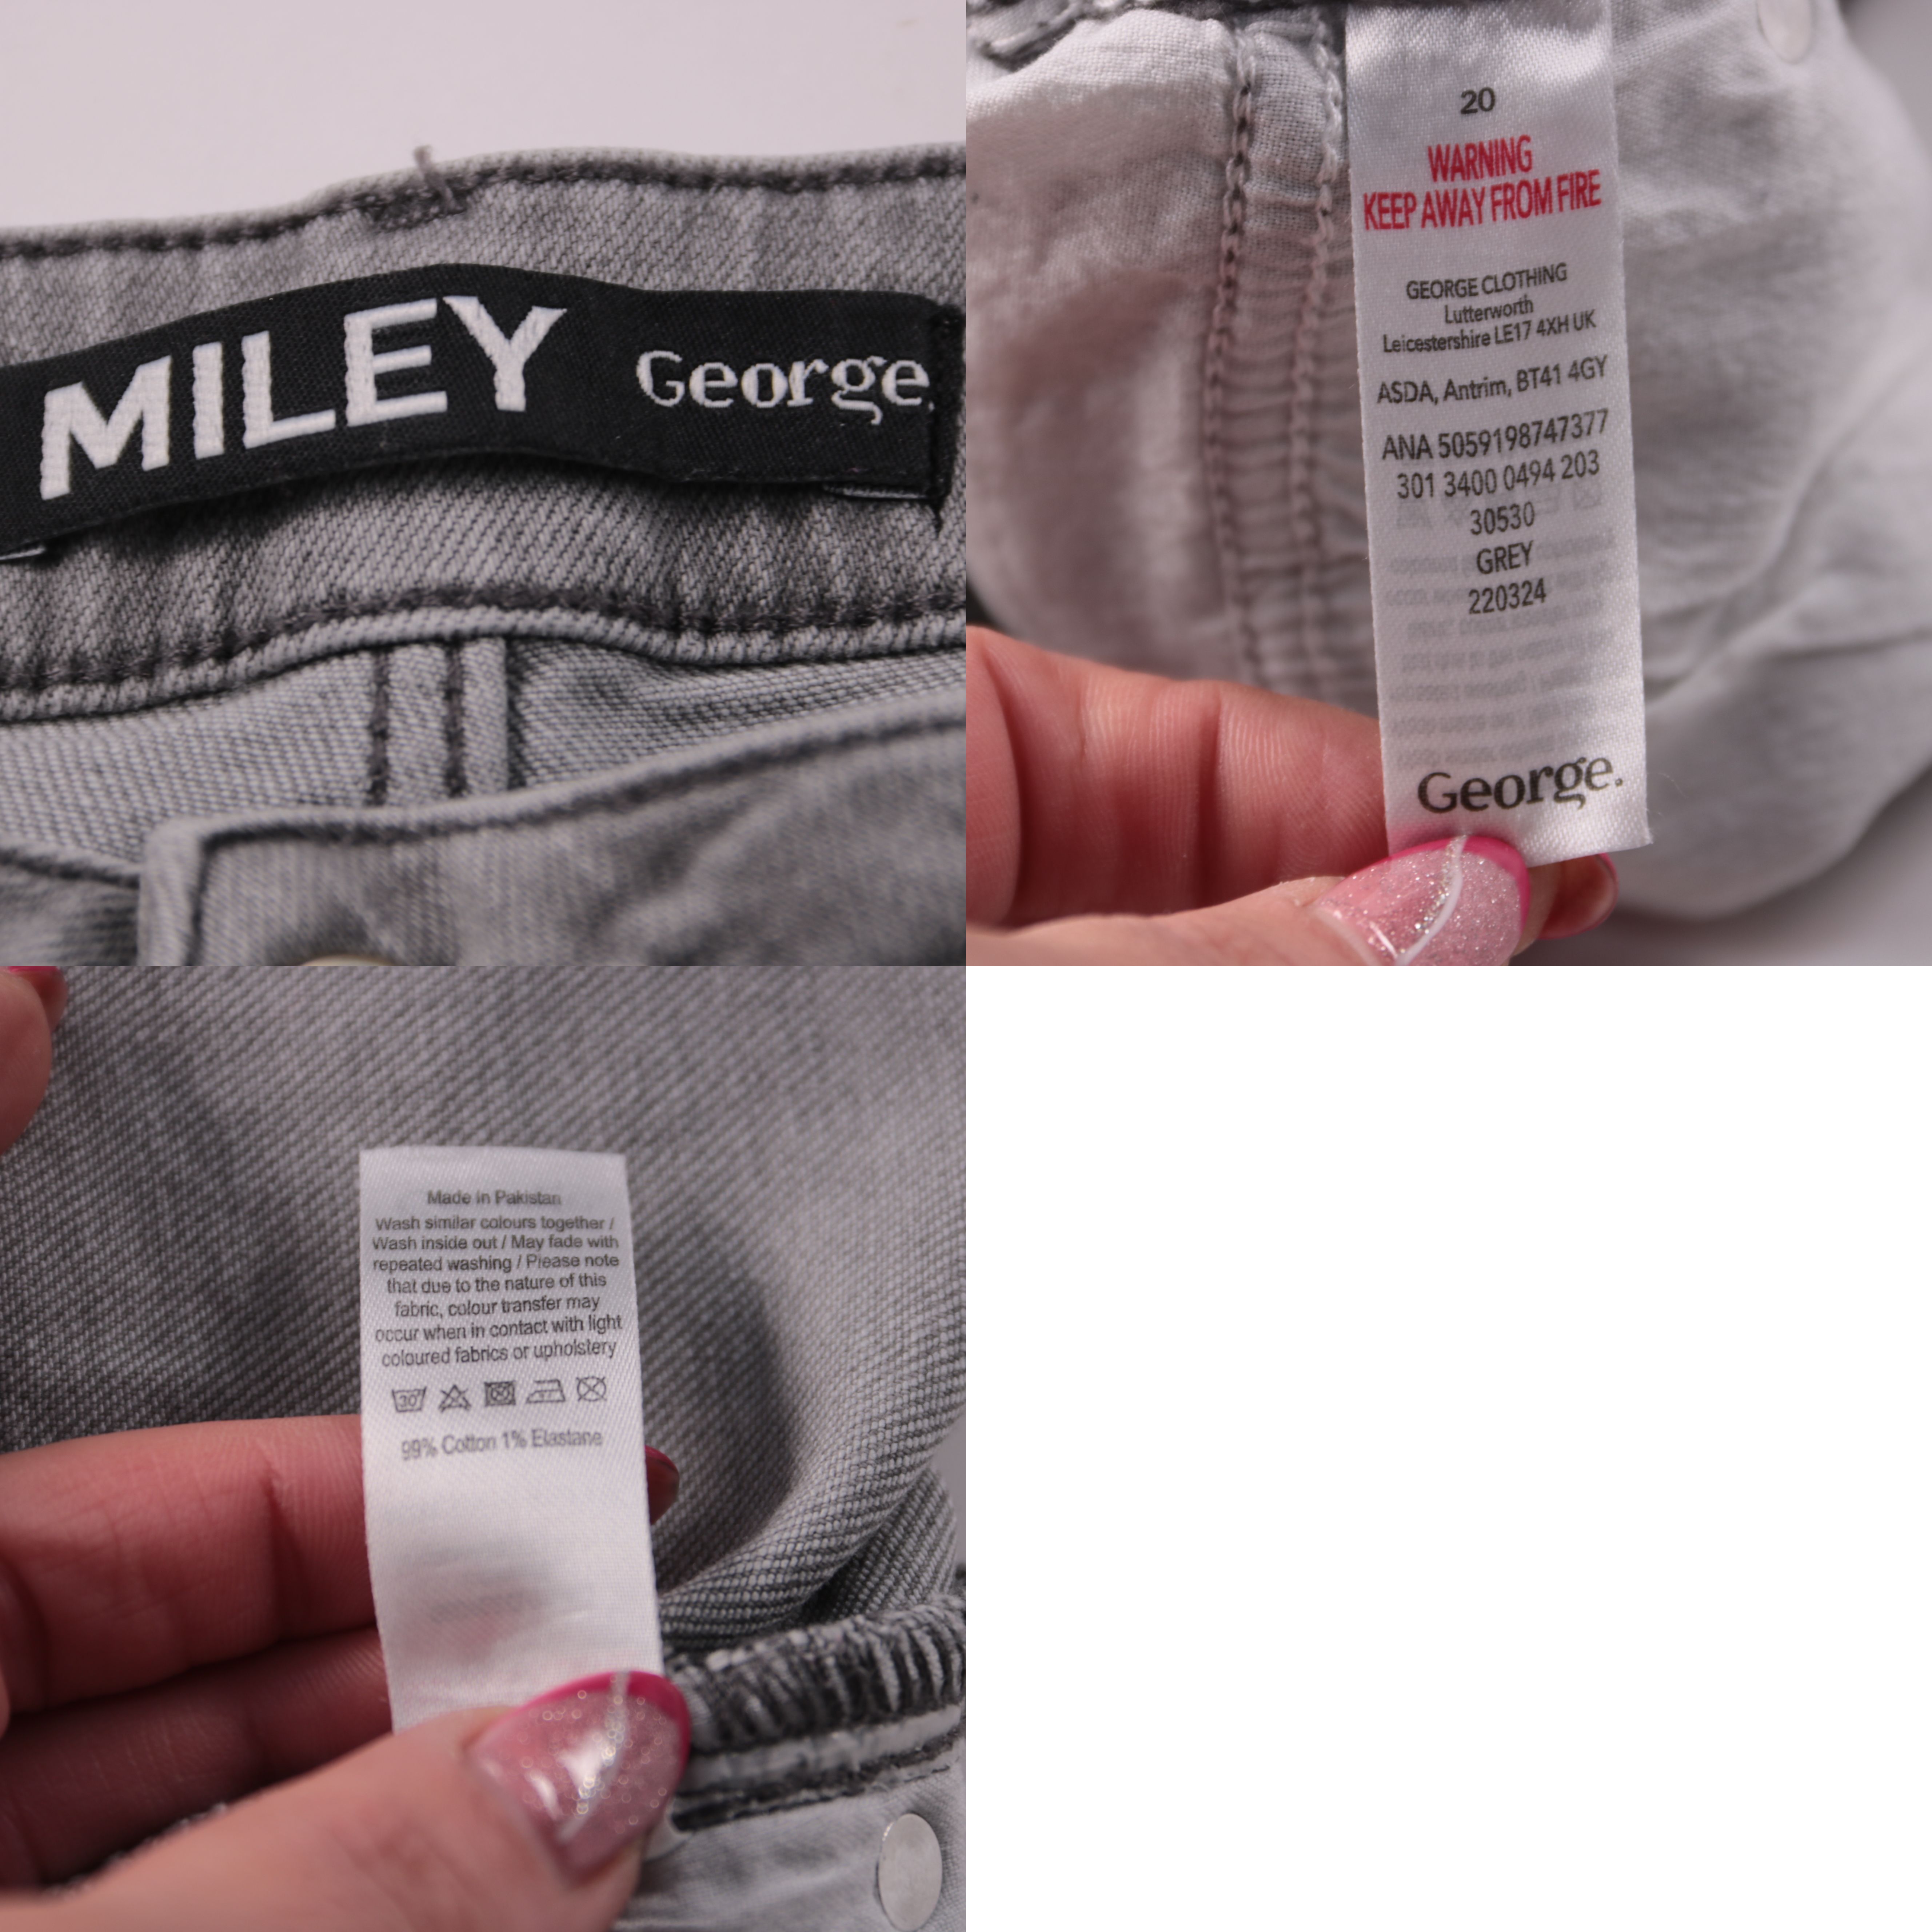 MILEY George.
20
WARNING
KEEP AWAY FROM FIRE
GEORGE CLOTHING
Lutterworth
Leicestershire LE17 4XH UK
ASDA, Antrim, BT41 4GY
ANA 5059198747377
301 3400 0494 203
30530
GREY
220324
George.
Made in Pakistan
Wash similar colours together /
Wash inside out / May fade with
repeated washing / Please note
that due to the nature of this
fabric, colour transfer may
occur when in contact with light
coloured fabrics or upholstery
30°
99% Cotton 1% Elastane